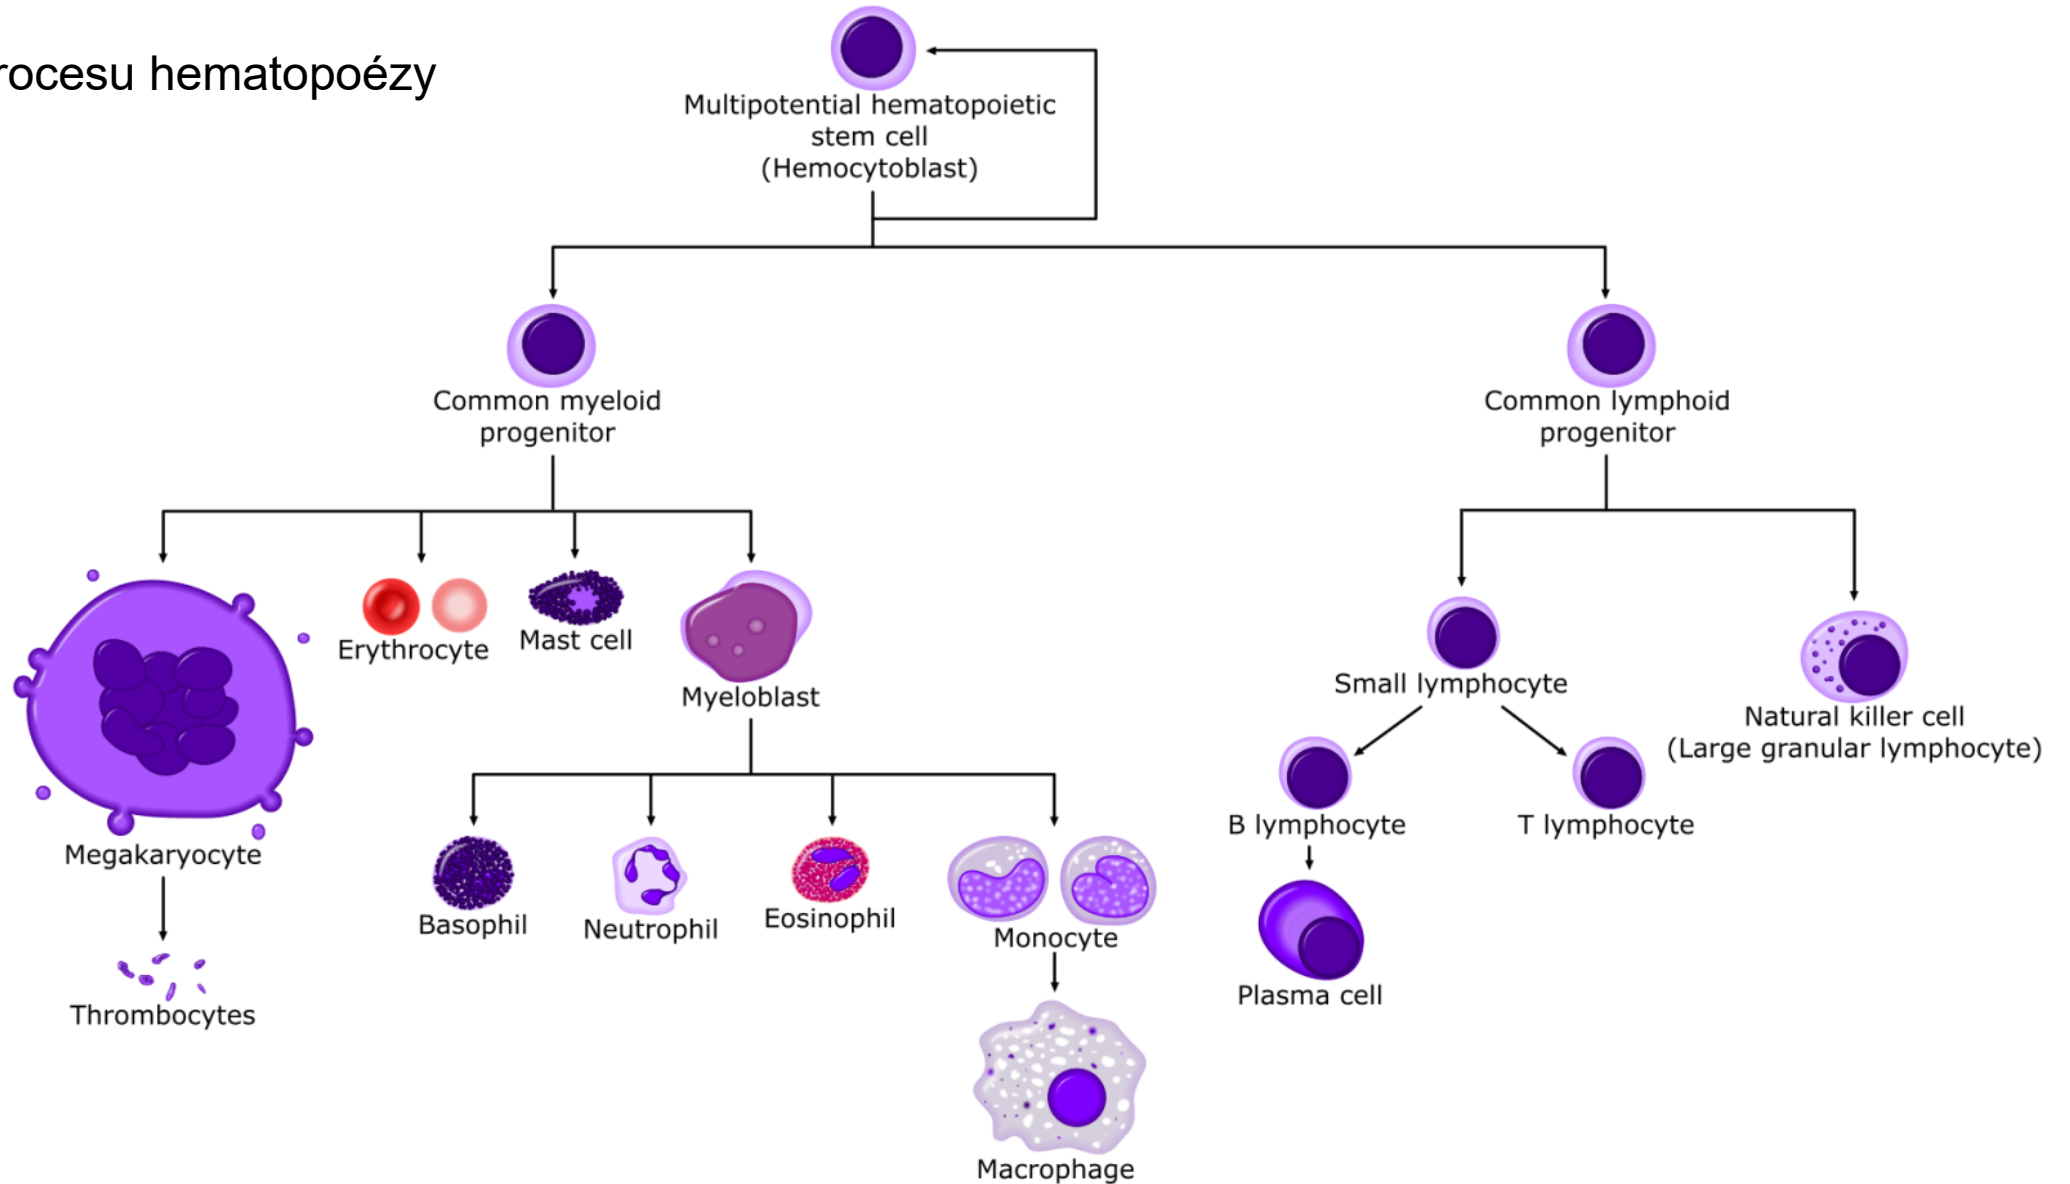 rocesu hematopoézy
Multipotential hematopoietic
stem cell
(Hemocytoblast)
Common myeloid
progenitor
Common lymphoid
progenitor
Erythrocyte
Mast cell
Myeloblast
Small lymphocyte
Natural killer cell
(Large granular lymphocyte)
B lymphocyte
T lymphocyte
Megakaryocyte
Basophil
Neutrophil
Eosinophil
Monocyte
Plasma cell
Thrombocytes
Macrophage